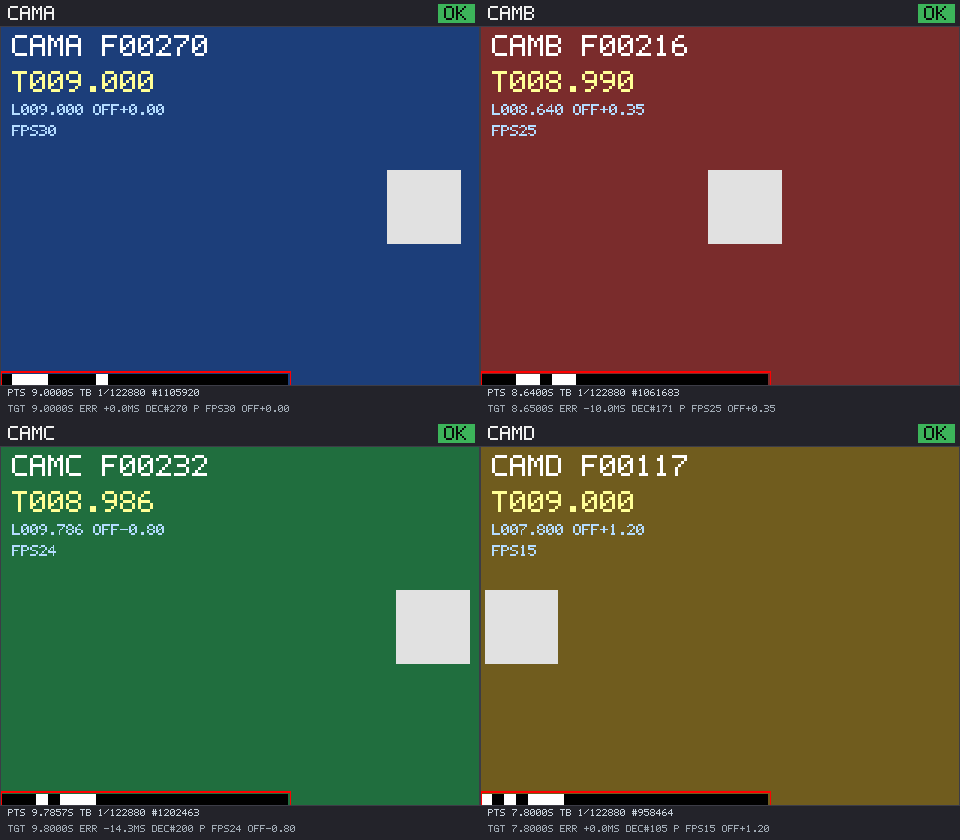 CAMA OK
CAMA F00270
T009.000
L009.000 OFF+0.00
FPS30
PTS 9.0000S TB 1/122880 #1105920
TGT 9.0000S ERR +0.0MS DEC#270 P FPS30 OFF+0.00
CAMB OK
CAMB F00216
T008.990
L008.640 OFF+0.35
FPS25
PTS 8.6400S TB 1/122880 #1061683
TGT 8.6500S ERR -10.0MS DEC#171 P FPS25 OFF+0.35
CAMC OK
CAMC F00232
T008.986
L009.786 OFF-0.80
FPS24
PTS 9.7857S TB 1/122880 #1202463
TGT 9.8000S ERR -14.3MS DEC#200 P FPS24 OFF-0.80
CAMD OK
CAMD F00117
T009.000
L007.800 OFF+1.20
FPS15
PTS 7.8000S TB 1/122880 #958464
TGT 7.8000S ERR +0.0MS DEC#105 P FPS15 OFF+1.20